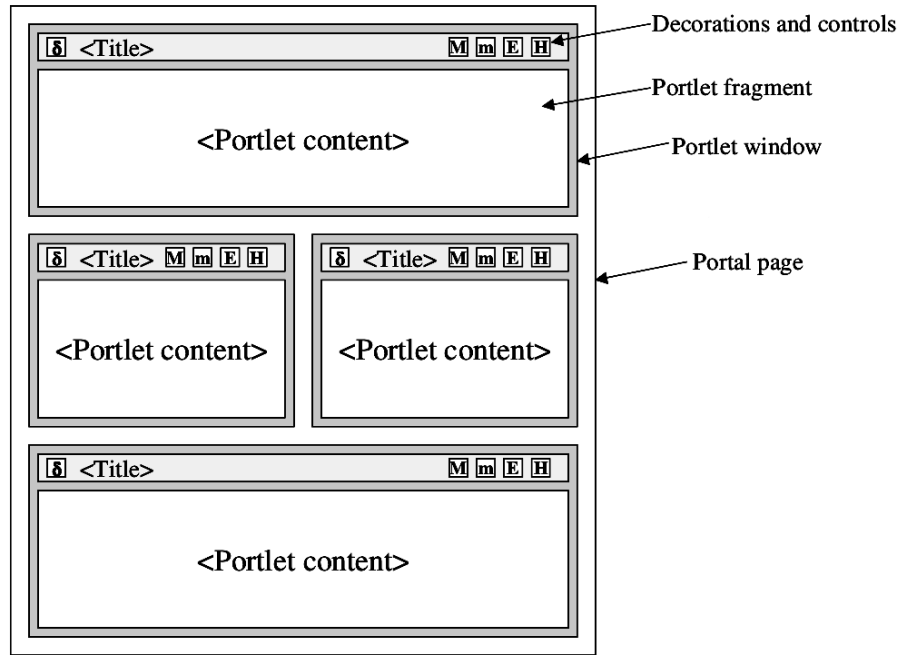 δ <Title> M m E H
Decorations and controls
Portlet fragment
<Portlet content>
Portlet window
δ <Title> M m E H
δ <Title> M m E H
Portal page
<Portlet content>
<Portlet content>
δ <Title> M m E H
<Portlet content>